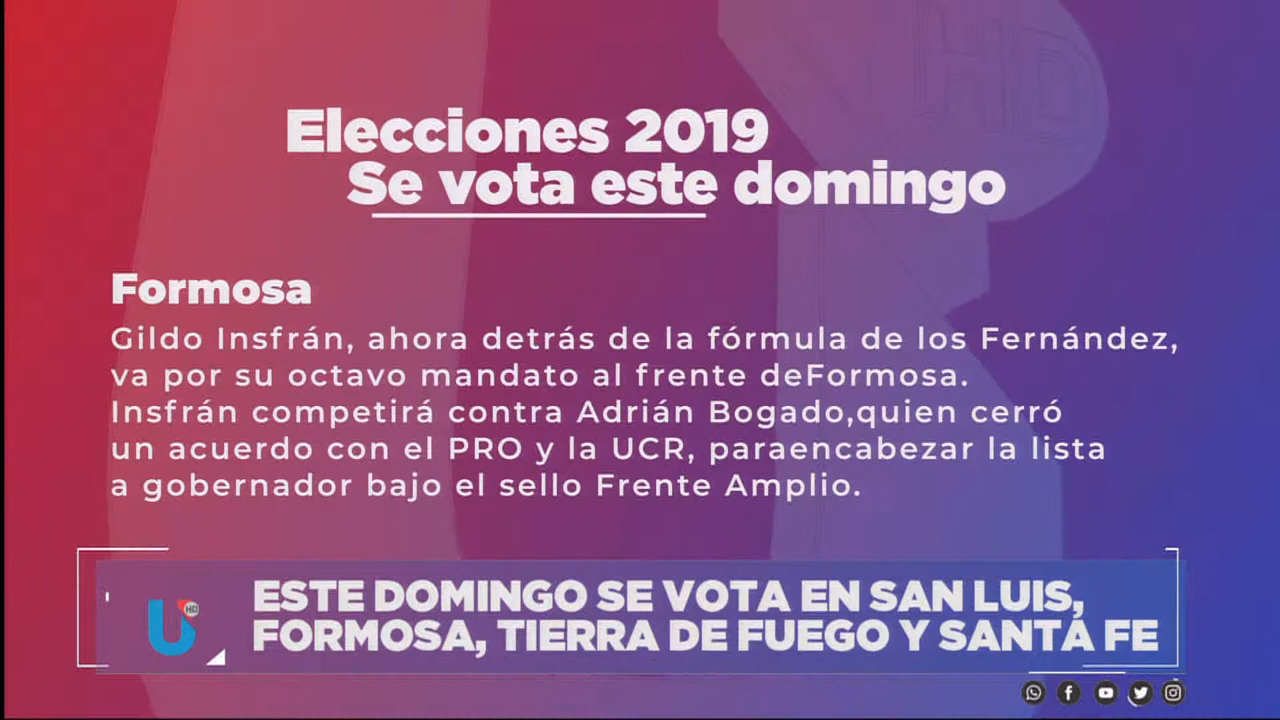 Elecciones 2019
Se vota este domingo
Formosa
Gildo Insfrán, ahora detrás de la fórmula de los Fernández,
va por su octavo mandato al frente deFormosa.
Insfrán competirá contra Adrián Bogado,quien cerró
un acuerdo con el PRO y la UCR, paraencabezar la lista
a gobernador bajo el sello Frente Amplio.
ESTE DOMINGO SE VOTA EN SAN LUIS,
FORMOSA, TIERRA DE FUEGO Y SANTA FE
U HD
HD